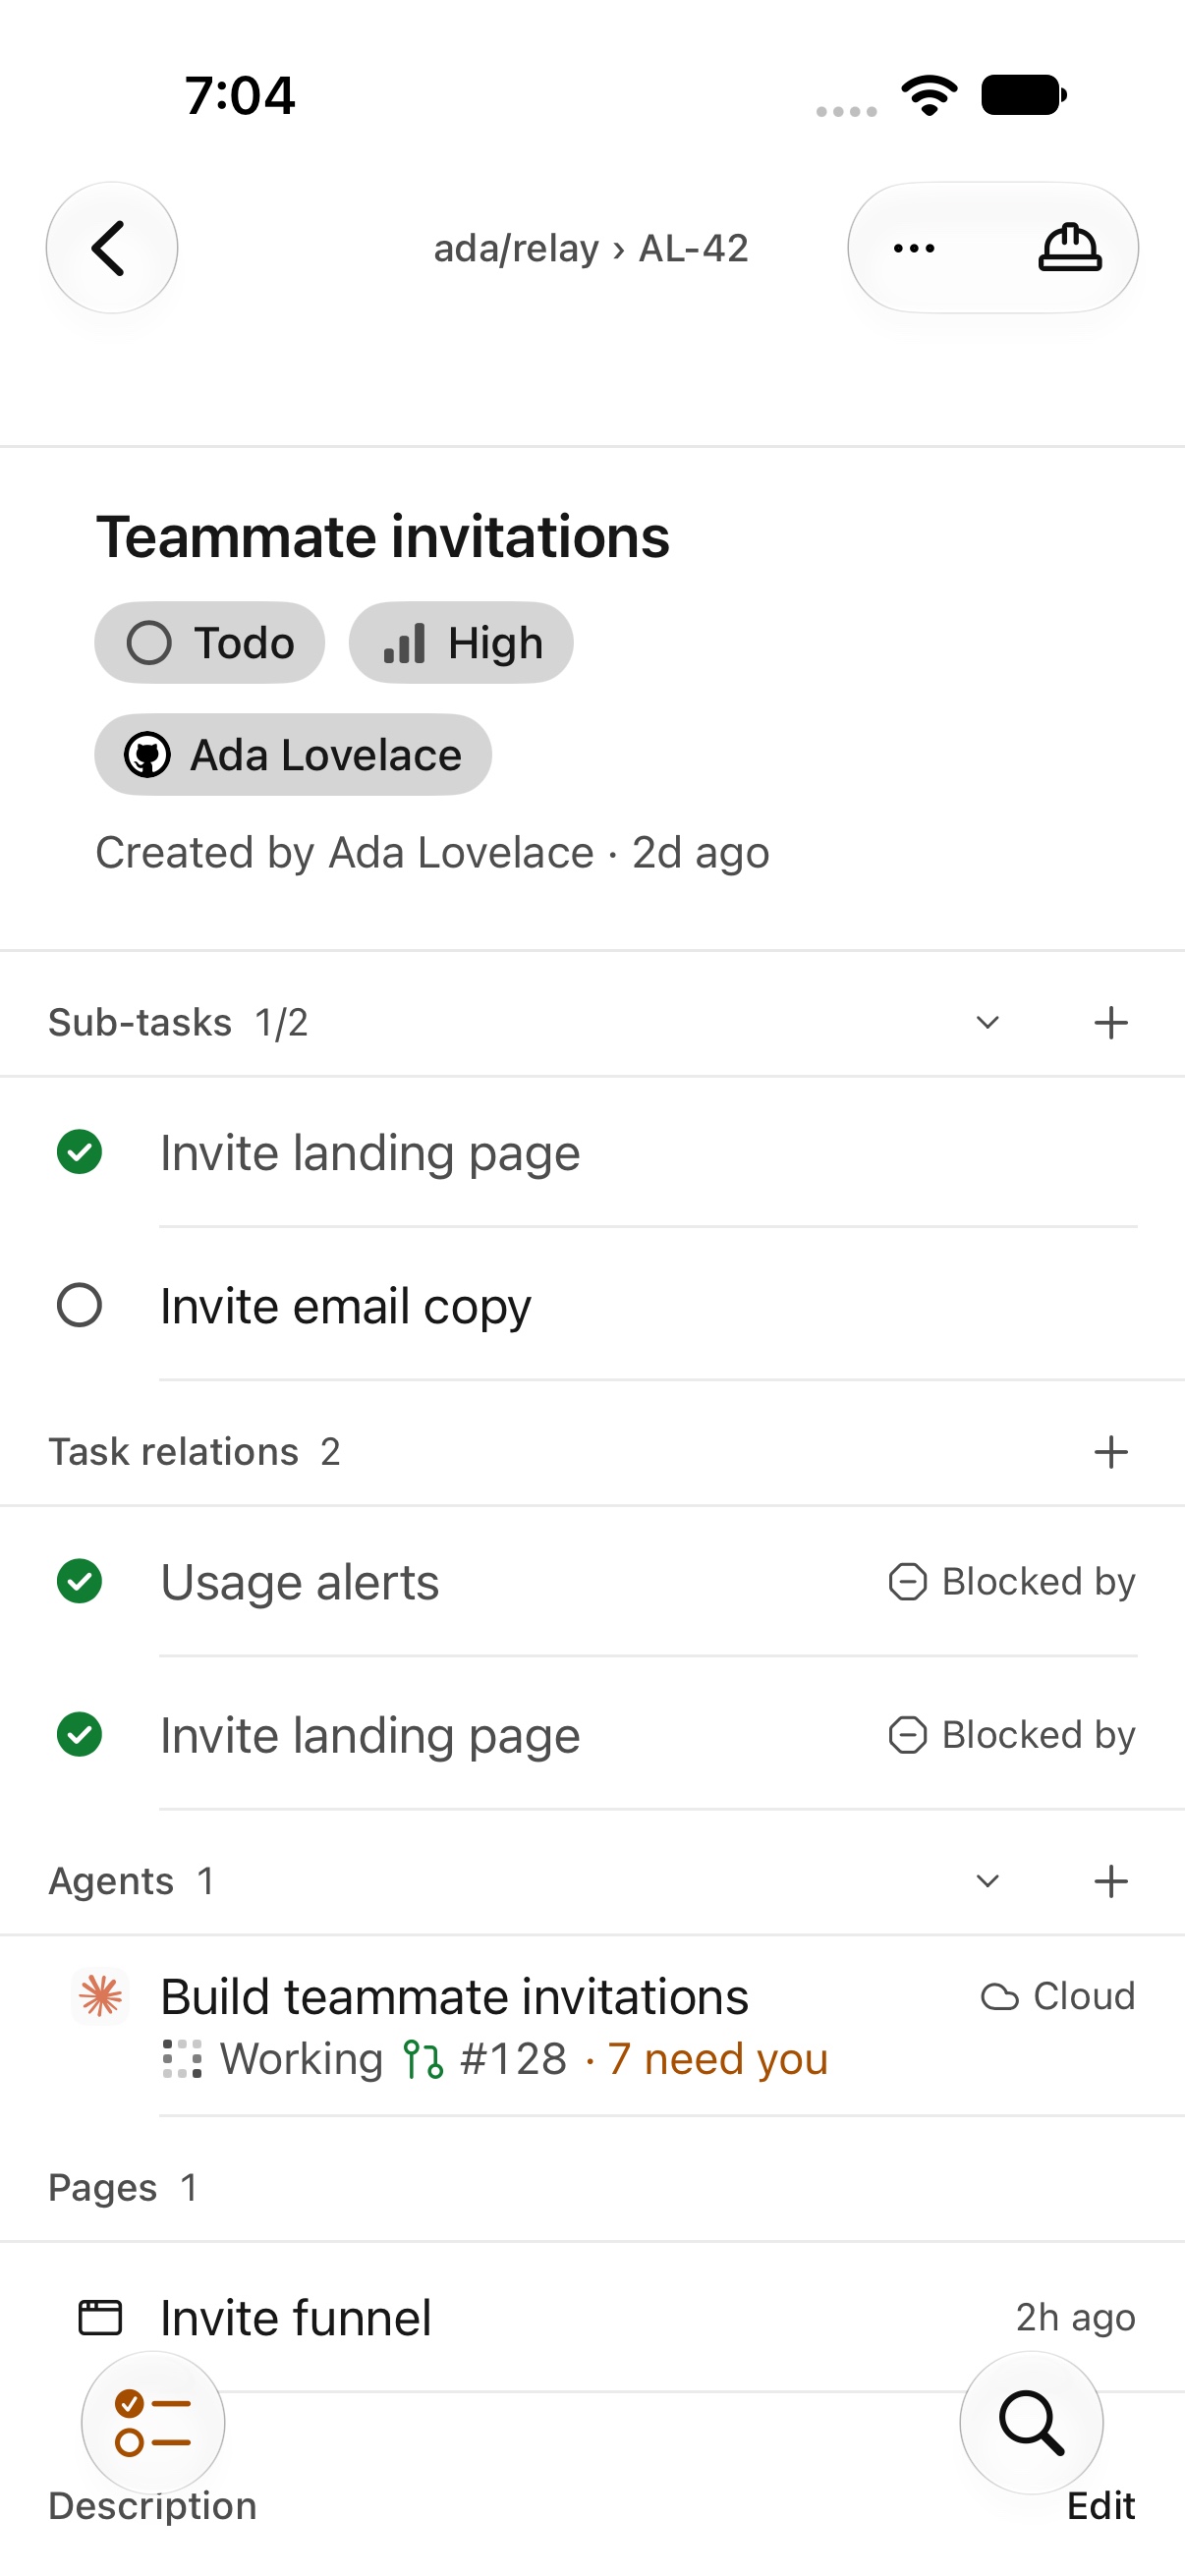 7:04
ada/relay › AL-42
Teammate invitations
Todo
High
Ada Lovelace
Created by Ada Lovelace · 2d ago
Sub-tasks 1/2
Invite landing page
Invite email copy
Task relations 2
Usage alerts Blocked by
Invite landing page Blocked by
Agents 1
Build teammate invitations Cloud
Working #128 · 7 need you
Pages 1
Invite funnel 2h ago
Description Edit